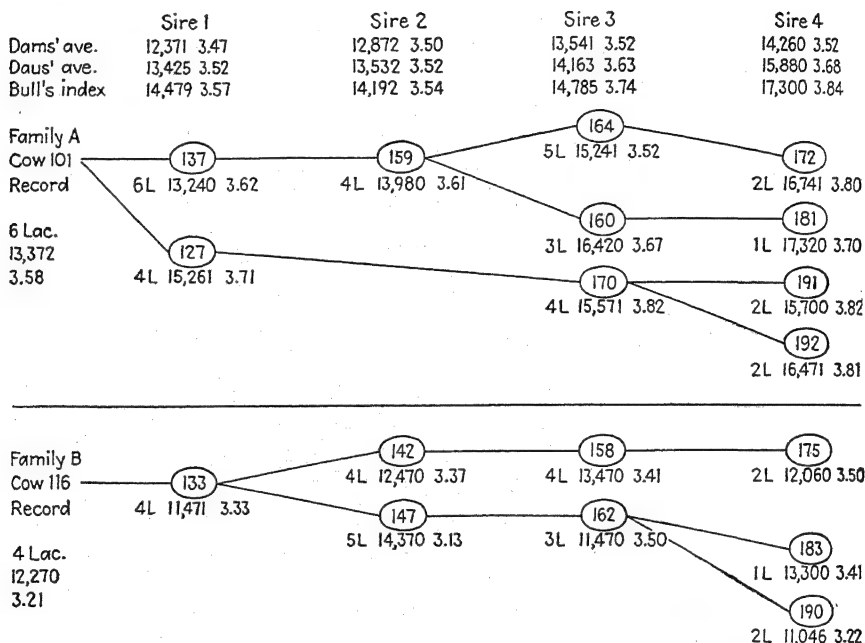 Sire 1 Sire 2 Sire 3 Sire 4
Dams' ave. 12,371 3.47 12,872 3.50 13,541 3.52 14,260 3.52
Daus' ave. 13,425 3.52 13,532 3.52 14,163 3.63 15,880 3.68
Bull's index 14,479 3.57 14,192 3.54 14,785 3.74 17,300 3.84
Family A
Cow 101
Record
6 Lac.
13,372
3.58
137
6L 13,240 3.62
127
4L 15,261 3.71
159
4L 13,980 3.61
164
5L 15,241 3.52
160
3L 16,420 3.67
170
4L 15,571 3.82
172
2L 16,741 3.80
181
1L 17,320 3.70
191
2L 15,700 3.82
192
2L 16,471 3.81
Family B
Cow 116
Record
4 Lac.
12,270
3.21
133
4L 11,471 3.33
142
4L 12,470 3.37
147
5L 14,370 3.13
158
4L 13,470 3.41
162
3L 11,470 3.50
175
2L 12,060 3.50
183
1L 13,300 3.41
190
2L 11,046 3.22